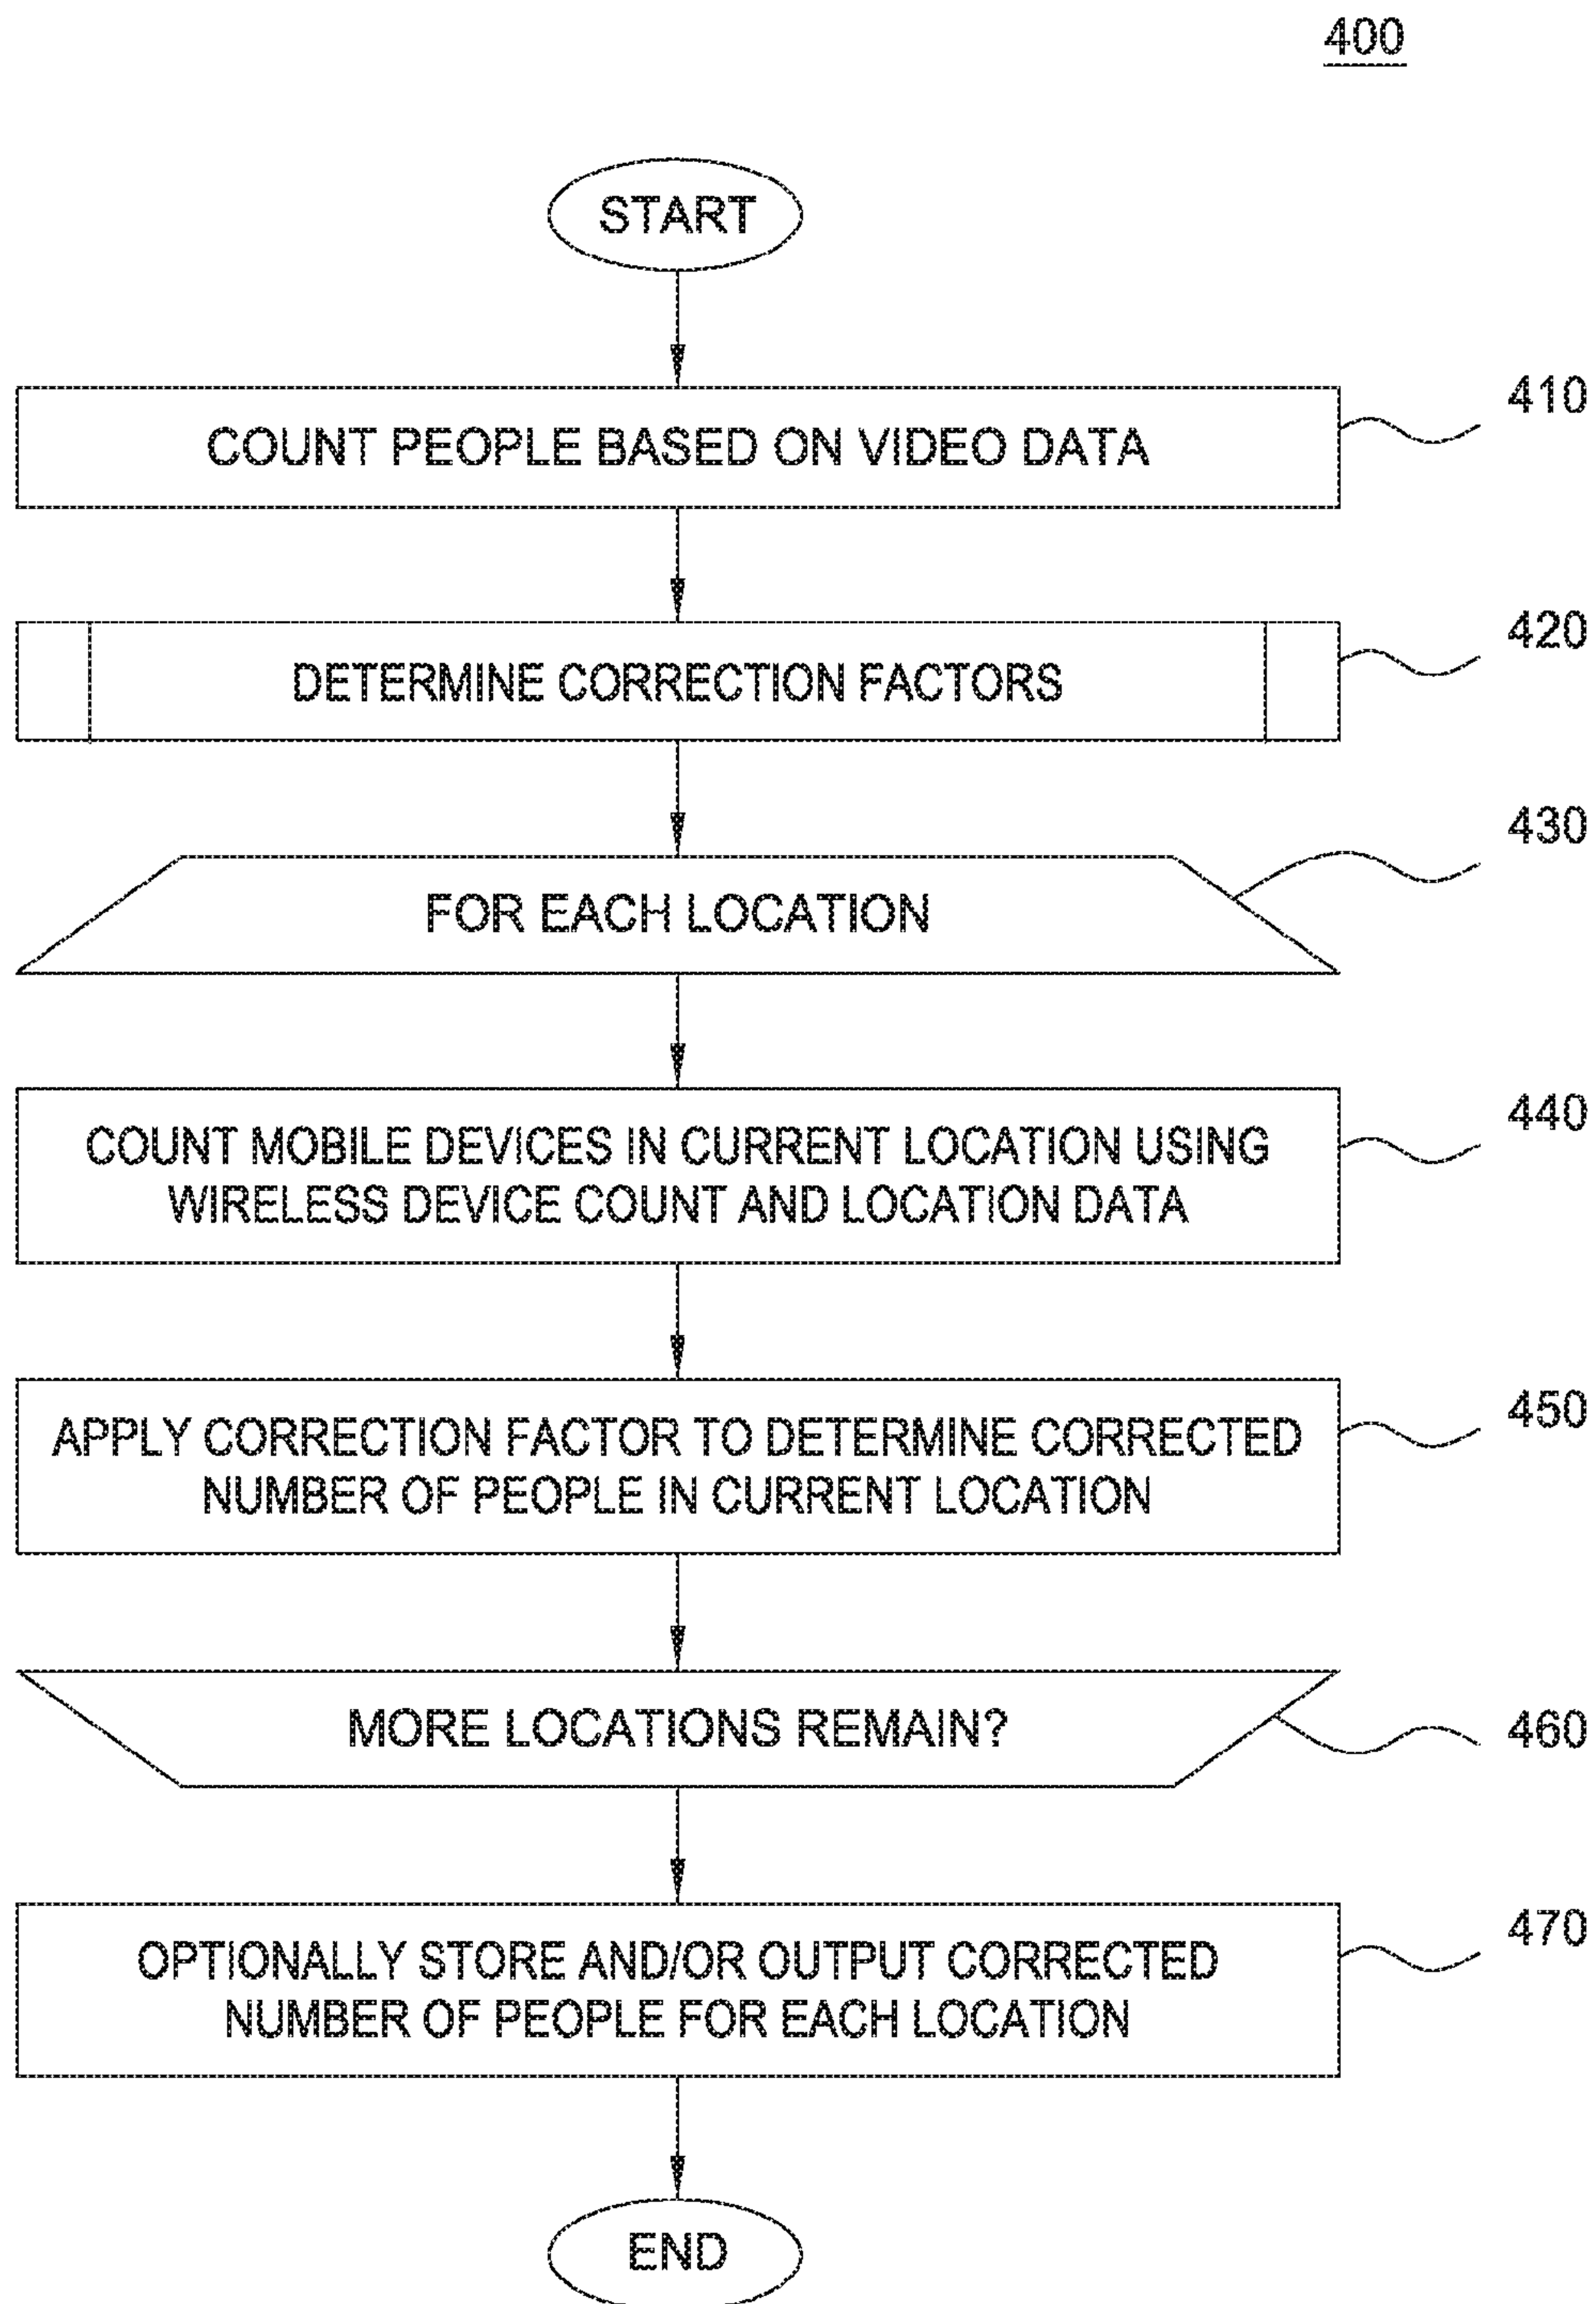 400
START
COUNT PEOPLE BASED ON VIDEO DATA
410
DETERMINE CORRECTION FACTORS
420
FOR EACH LOCATION
430
COUNT MOBILE DEVICES IN CURRENT LOCATION USING
WIRELESS DEVICE COUNT AND LOCATION DATA
440
APPLY CORRECTION FACTOR TO DETERMINE CORRECTED
NUMBER OF PEOPLE IN CURRENT LOCATION
450
MORE LOCATIONS REMAIN?
460
OPTIONALLY STORE AND/OR OUTPUT CORRECTED
NUMBER OF PEOPLE FOR EACH LOCATION
470
END